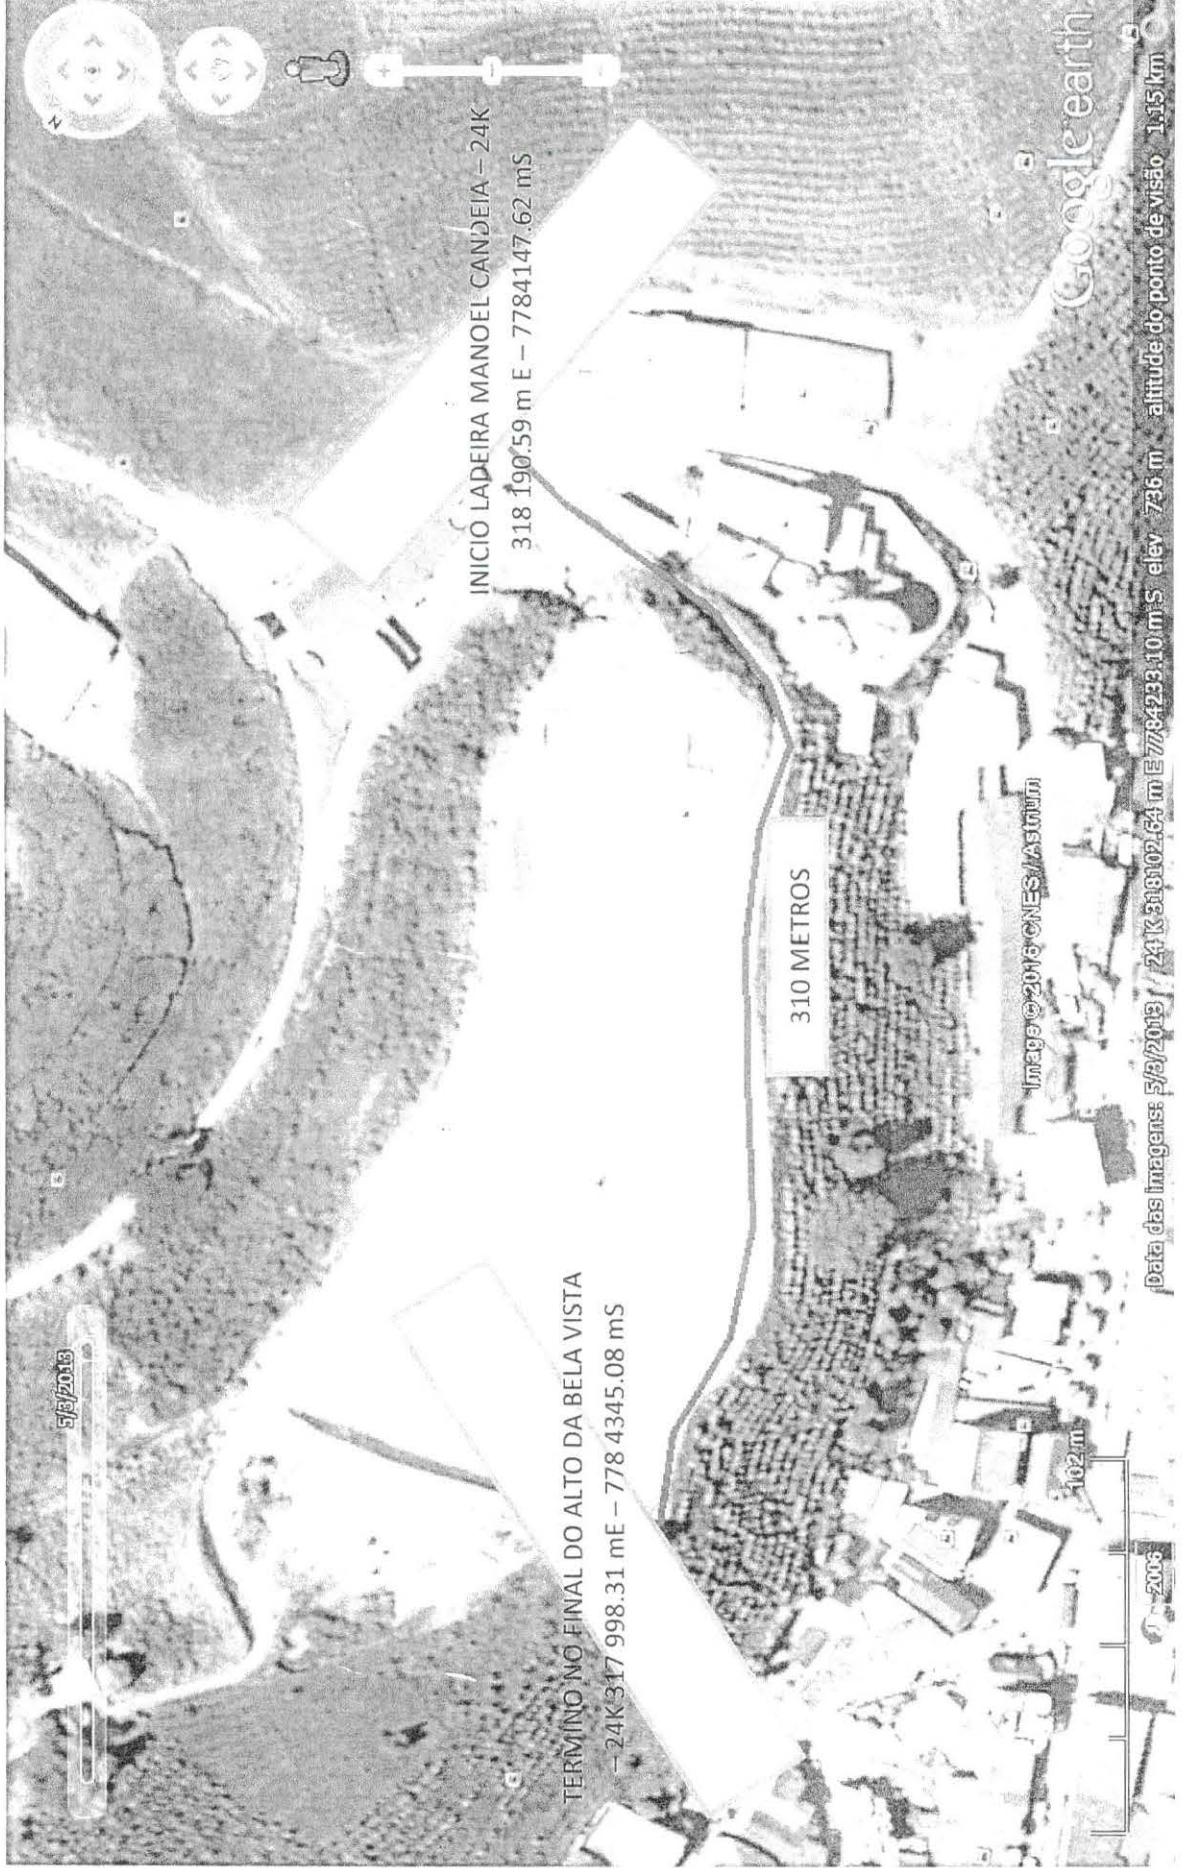 5/3/2013
N
INICIO LADEIRA MANOEL CANDEIA – 24K
318 190.59 m E – 7784147.62 mS
TERMINO NO FINAL DO ALTO DA BELA VISTA
– 24K 317 998.31 mE – 778 4345.08 mS
310 METROS
Image © 2016 CNES / Astrium
Google earth
102 m
2006
Data das imagens: 5/3/2013 24 K 318102.64 m E 7784233.10 m S elev 736 m altitude do ponto de visão 1.15 km